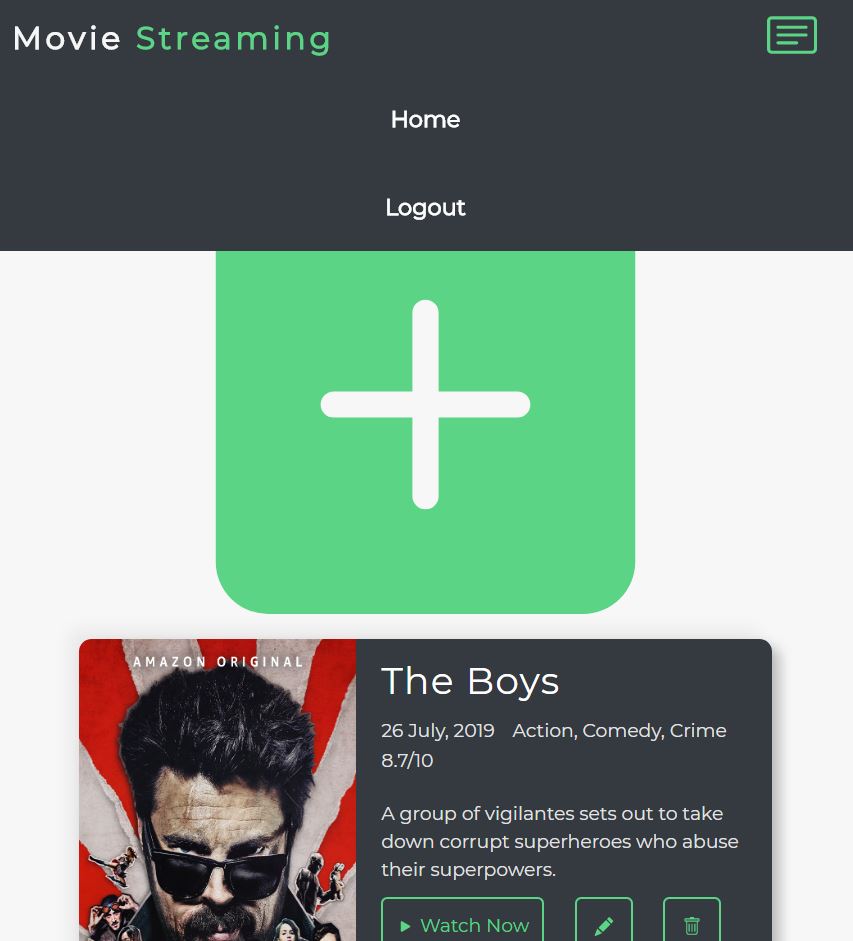 Movie Streaming
Home
Logout
AMAZON ORIGINAL
The Boys
26 July, 2019 Action, Comedy, Crime
8.7/10
A group of vigilantes sets out to take
down corrupt superheroes who abuse
their superpowers.
Watch Now